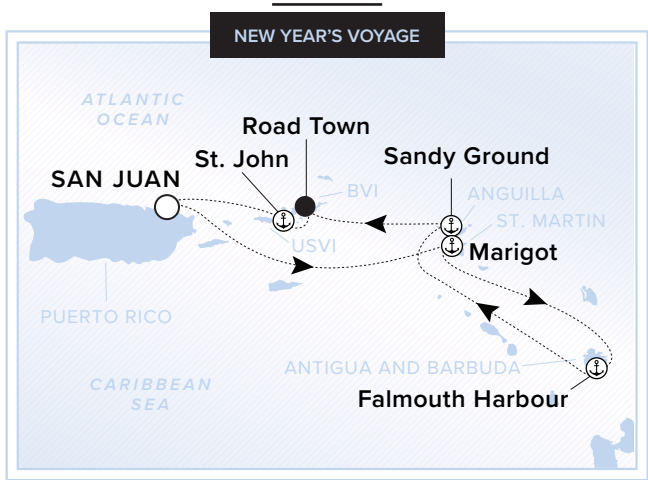 NEW YEAR'S VOYAGE
ATLANTIC
OCEAN
Road Town
St. John
Sandy Ground
SAN JUAN
BVI
ANGUILLA
ST. MARTIN
USVI
Marigot
PUERTO RICO
ANTIGUA AND BARBUDA
CARIBBEAN
SEA
Falmouth Harbour